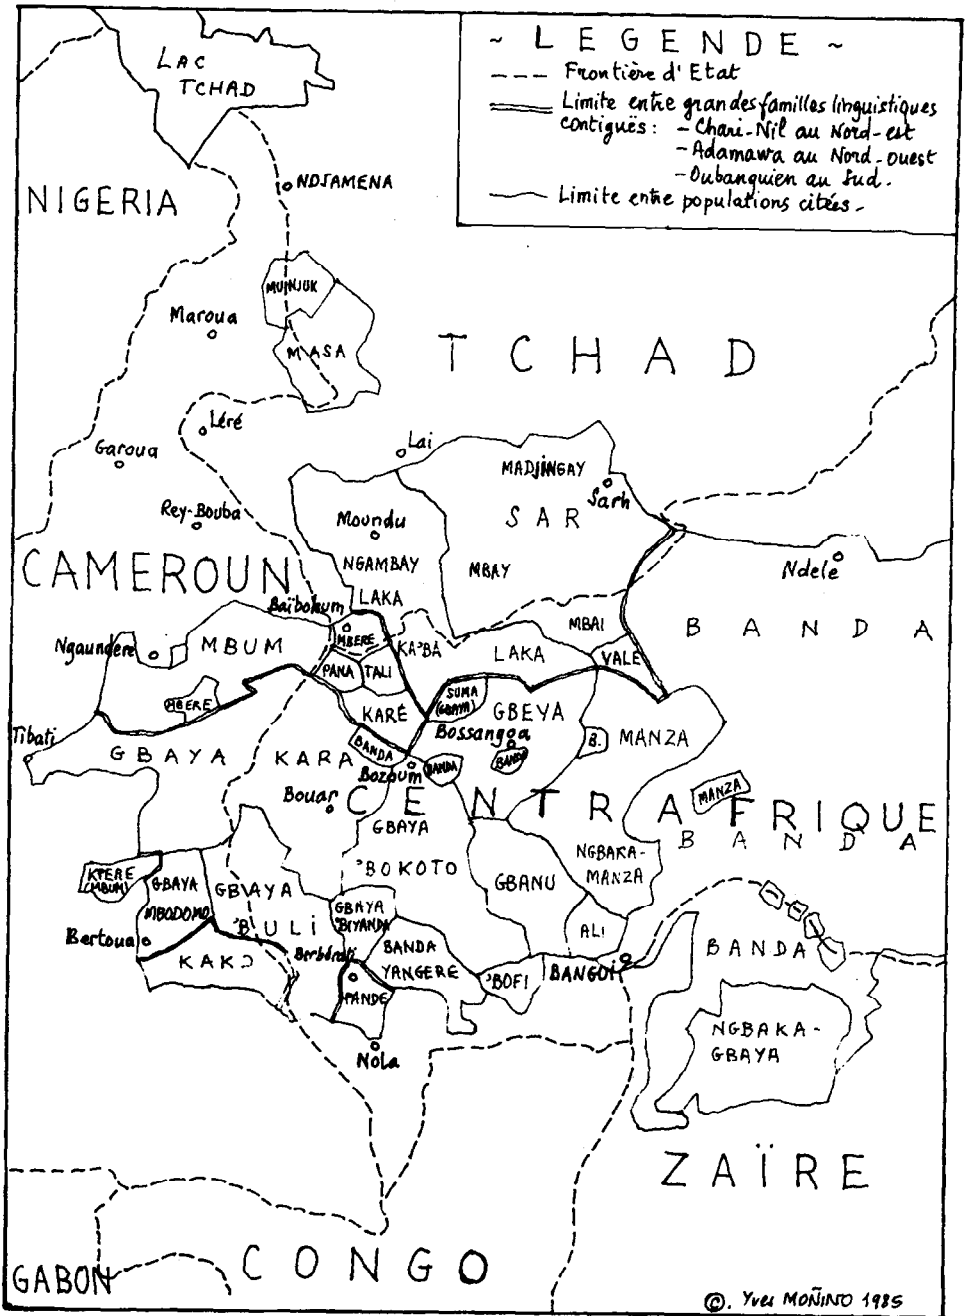 ~ LEGENDE ~
Frontière d'Etat
Limite entre grandes familles linguistiques
contiguës : - Chari-Nil au Nord-est
- Adamawa au Nord-ouest
- Oubanguien au Sud.
Limite entre populations citées.
LAC
TCHAD
NDJAMENA
NIGERIA
MUNJUK
Maroua
MASA
TCHAD
Léré
Lai
Garoua
MADJINGAY
Sarh
Rey-Bouba
Moundu
SAR
CAMEROUN
NGAMBAY
MBAY
Ndele
LAKA
Baïbokum
MBAI
BANDA
Ngaundere
MBUM
MBERE
KA'BA
LAKA
VALE
PANA
TALI
MBERE
SUMA
(GBAYA)
GBEYA
KARÉ
Tibati
Bossangoa
GBAYA KARA
BANDA
B.
MANZA
BANDA
Bozoum
BANDA
MANZA
Bouar
CENTRAFRIQUE
GBAYA
BANDA
'BOKOTO
NGBAKA-
MANZA
KPERE
(MBUM)
GBAYA
MBODOMO
GBAYA
'BULI
GBANU
GBAYA
'BIYANDA
ALI
Bertoua
BANDA
YANGERE
BANDA
Berbérati
KAKO
'BOFI
BANGUI
PANDE
NGBAKA-
GBAYA
Nola
ZAÏRE
GABON
CONGO
©. Yves MOÑINO 1985